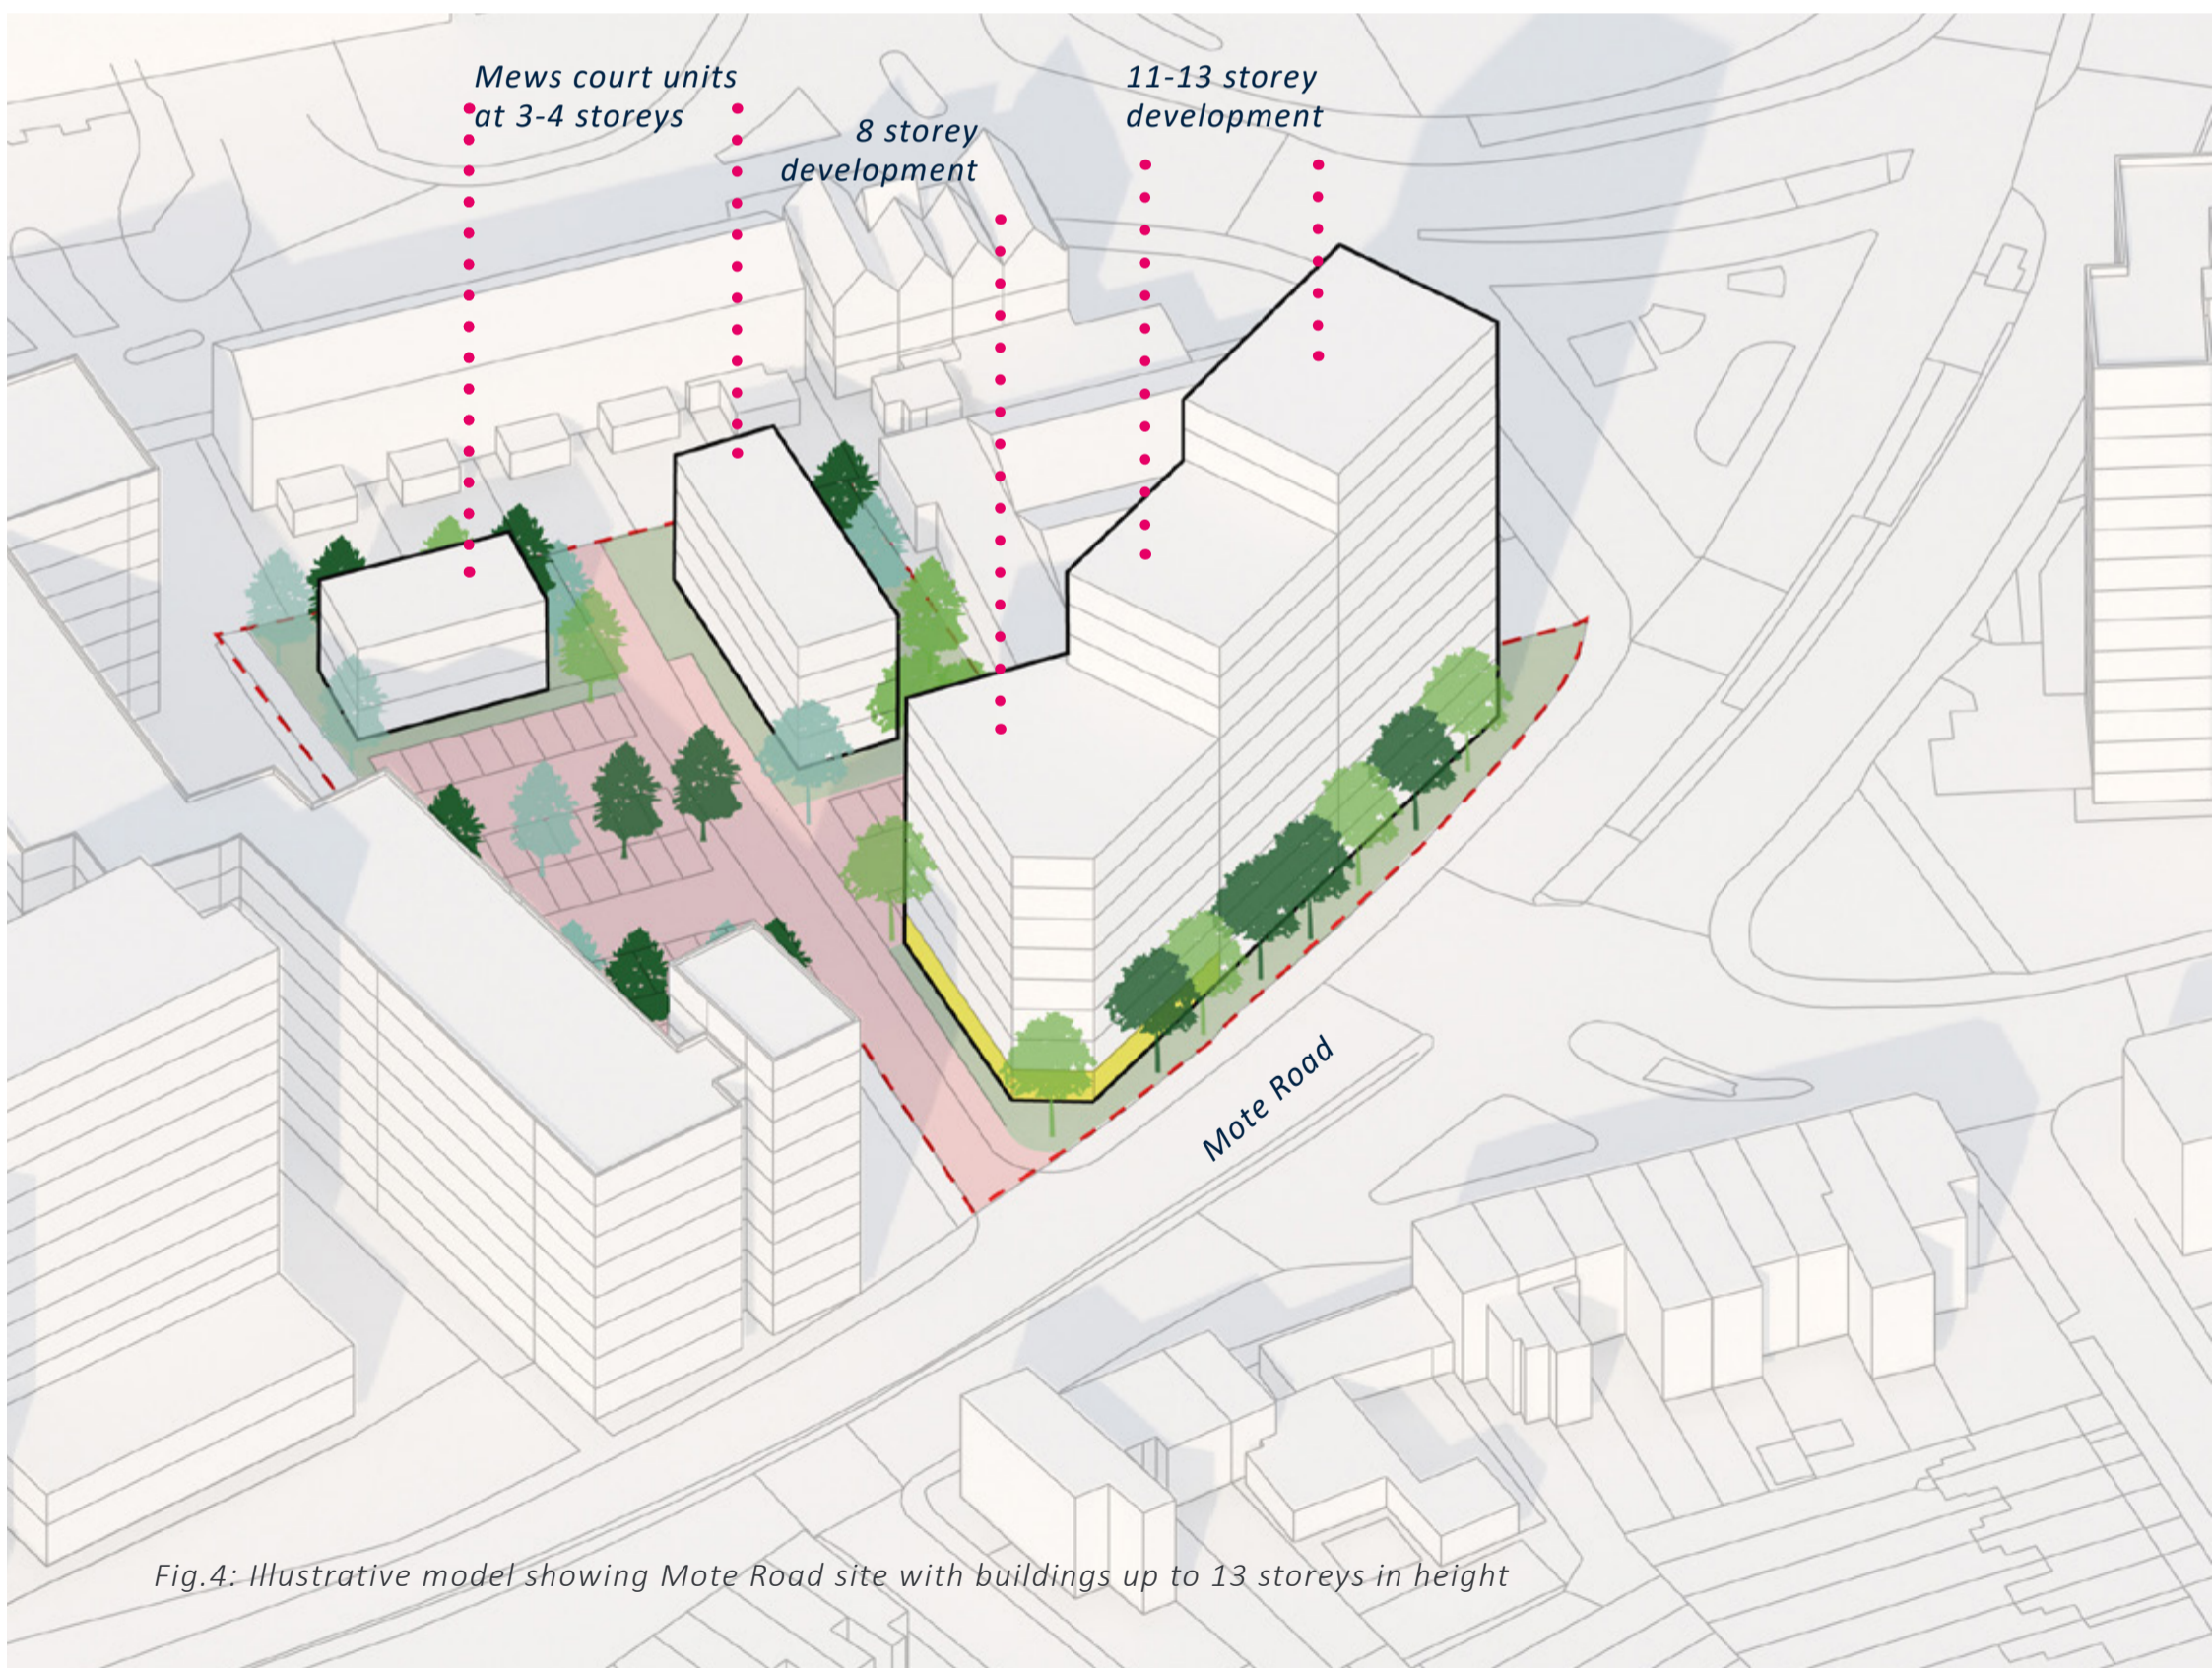 Mews court units
at 3-4 storeys
8 storey
development
11-13 storey
development
Mote Road
Fig.4: Illustrative model showing Mote Road site with buildings up to 13 storeys in height